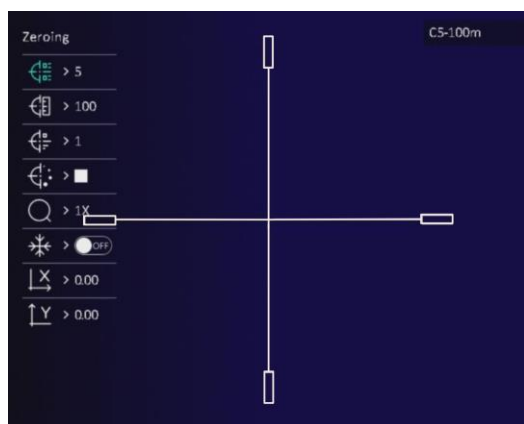 Zeroing
C5-100m
> 5
> 100
> 1
>
> 1X
> OFF
X > 0.00
Y > 0.00